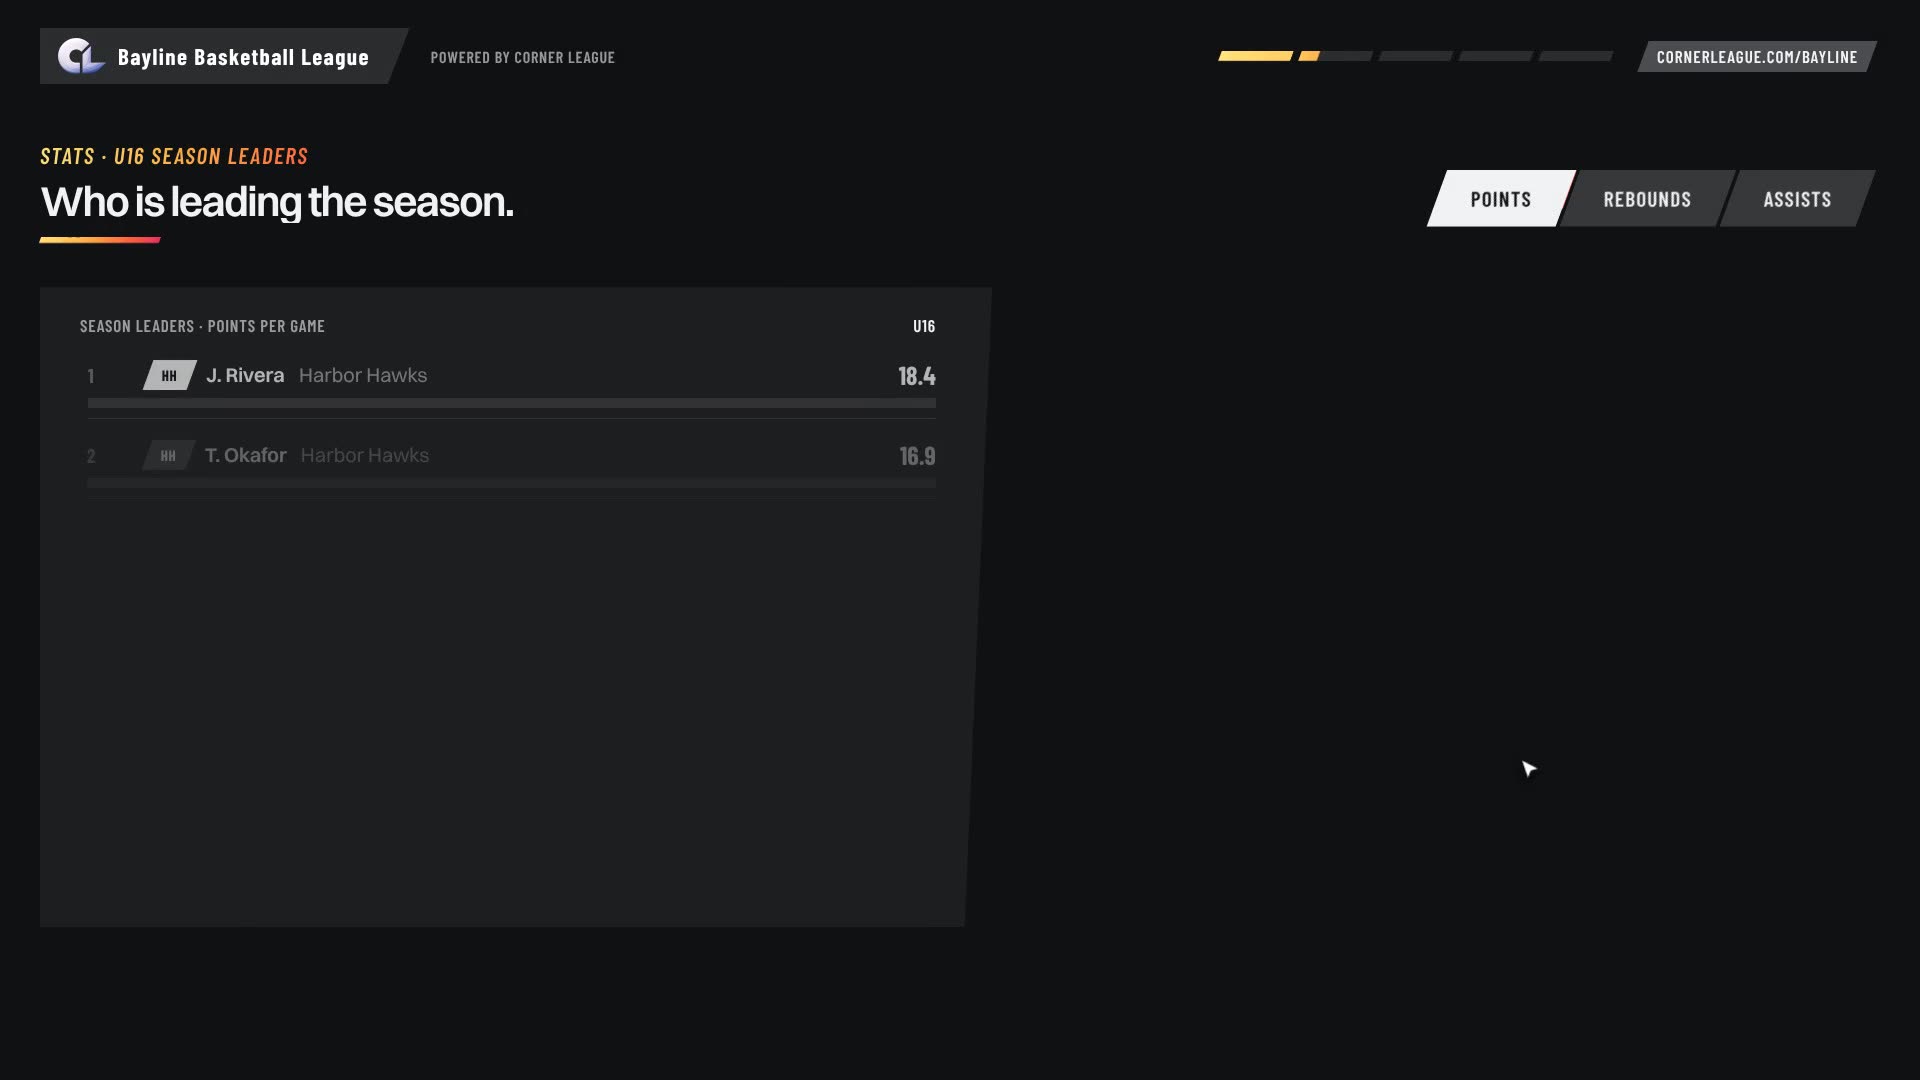 CL Bayline Basketball League
POWERED BY CORNER LEAGUE
CORNERLEAGUE.COM/BAYLINE
STATS · U16 SEASON LEADERS
Who is leading the season.
POINTS
REBOUNDS
ASSISTS
SEASON LEADERS · POINTS PER GAME
U16
1 HH J. Rivera Harbor Hawks 18.4
2 HH T. Okafor Harbor Hawks 16.9